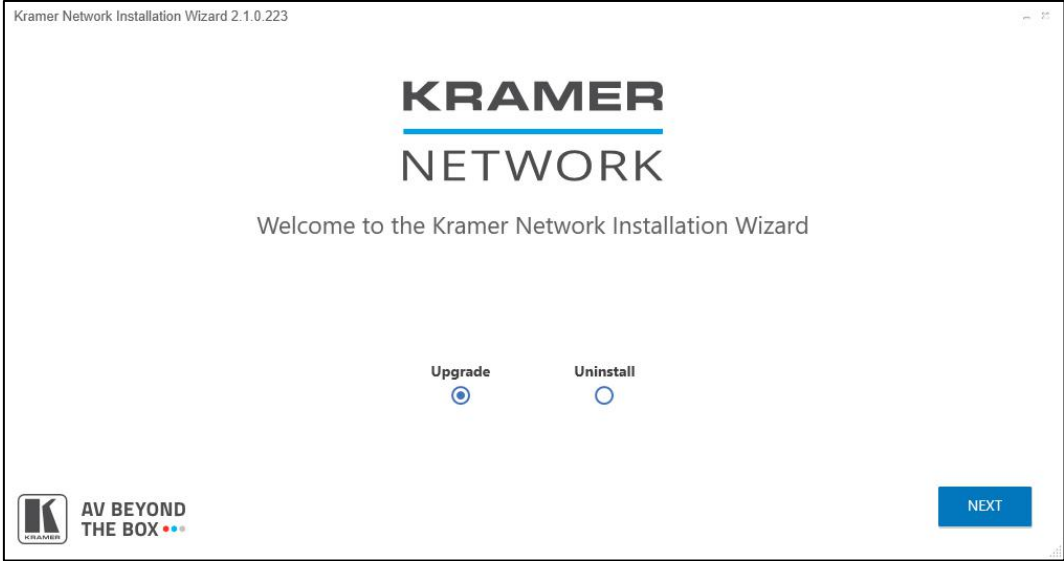 Kramer Network Installation Wizard 2.1.0.223
KRAMER
NETWORK
Welcome to the Kramer Network Installation Wizard
Upgrade Uninstall
AV BEYOND
THE BOX
KRAMER
NEXT